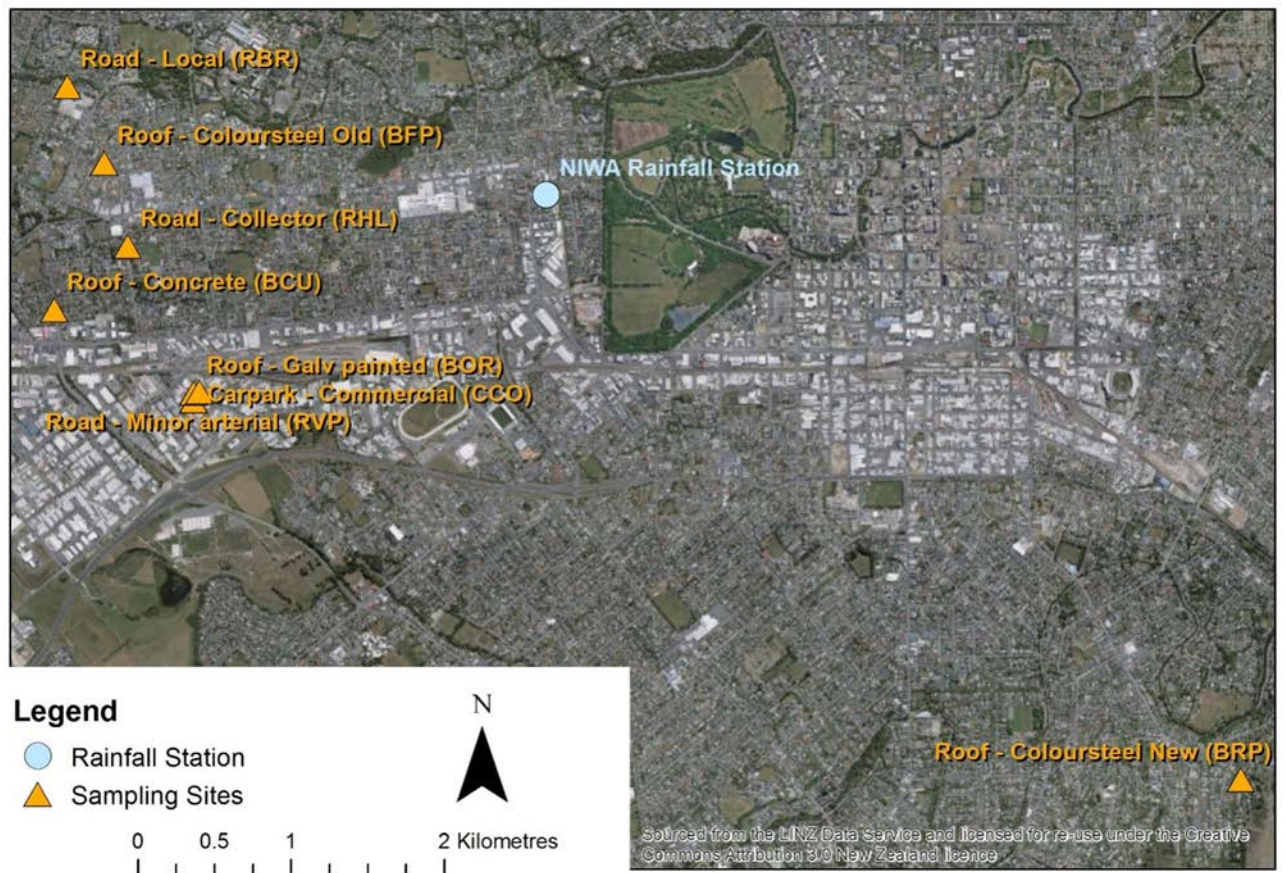 Road - Local (RBR)
Roof - Coloursteel Old (BFP)
NIWA Rainfall Station
Road - Collector (RHL)
Roof - Concrete (BCU)
Roof - Galv painted (BOR)
Carpark - Commercial (CCO)
Road - Minor arterial (RVP)
Roof - Coloursteel New (BRP)
Legend
Rainfall Station
Sampling Sites
N
0 0.5 1 2 Kilometres
Sourced from the LINZ Data Service and licensed for re-use under the Creative
Commons Attribution 3.0 New Zealand licence